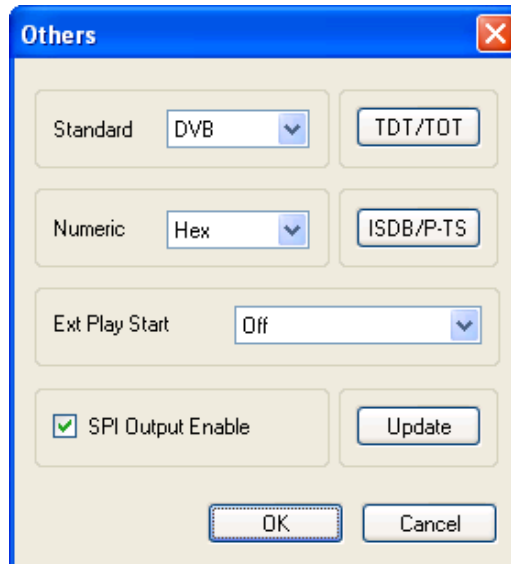 Others
Standard DVB TDT/TOT
Numeric Hex ISDB/P-TS
Ext Play Start Off
SPI Output Enable Update
OK Cancel